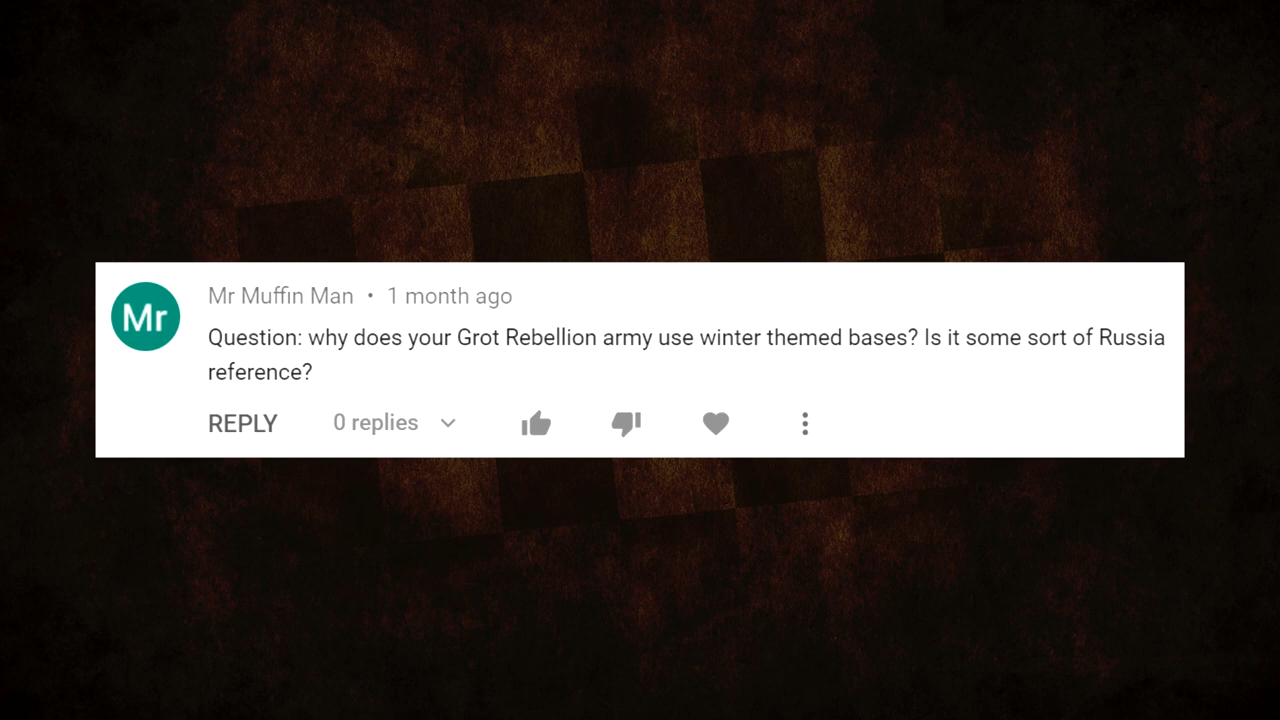 Mr
Mr Muffin Man • 1 month ago
Question: why does your Grot Rebellion army use winter themed bases? Is it some sort of Russia
reference?
REPLY 0 replies